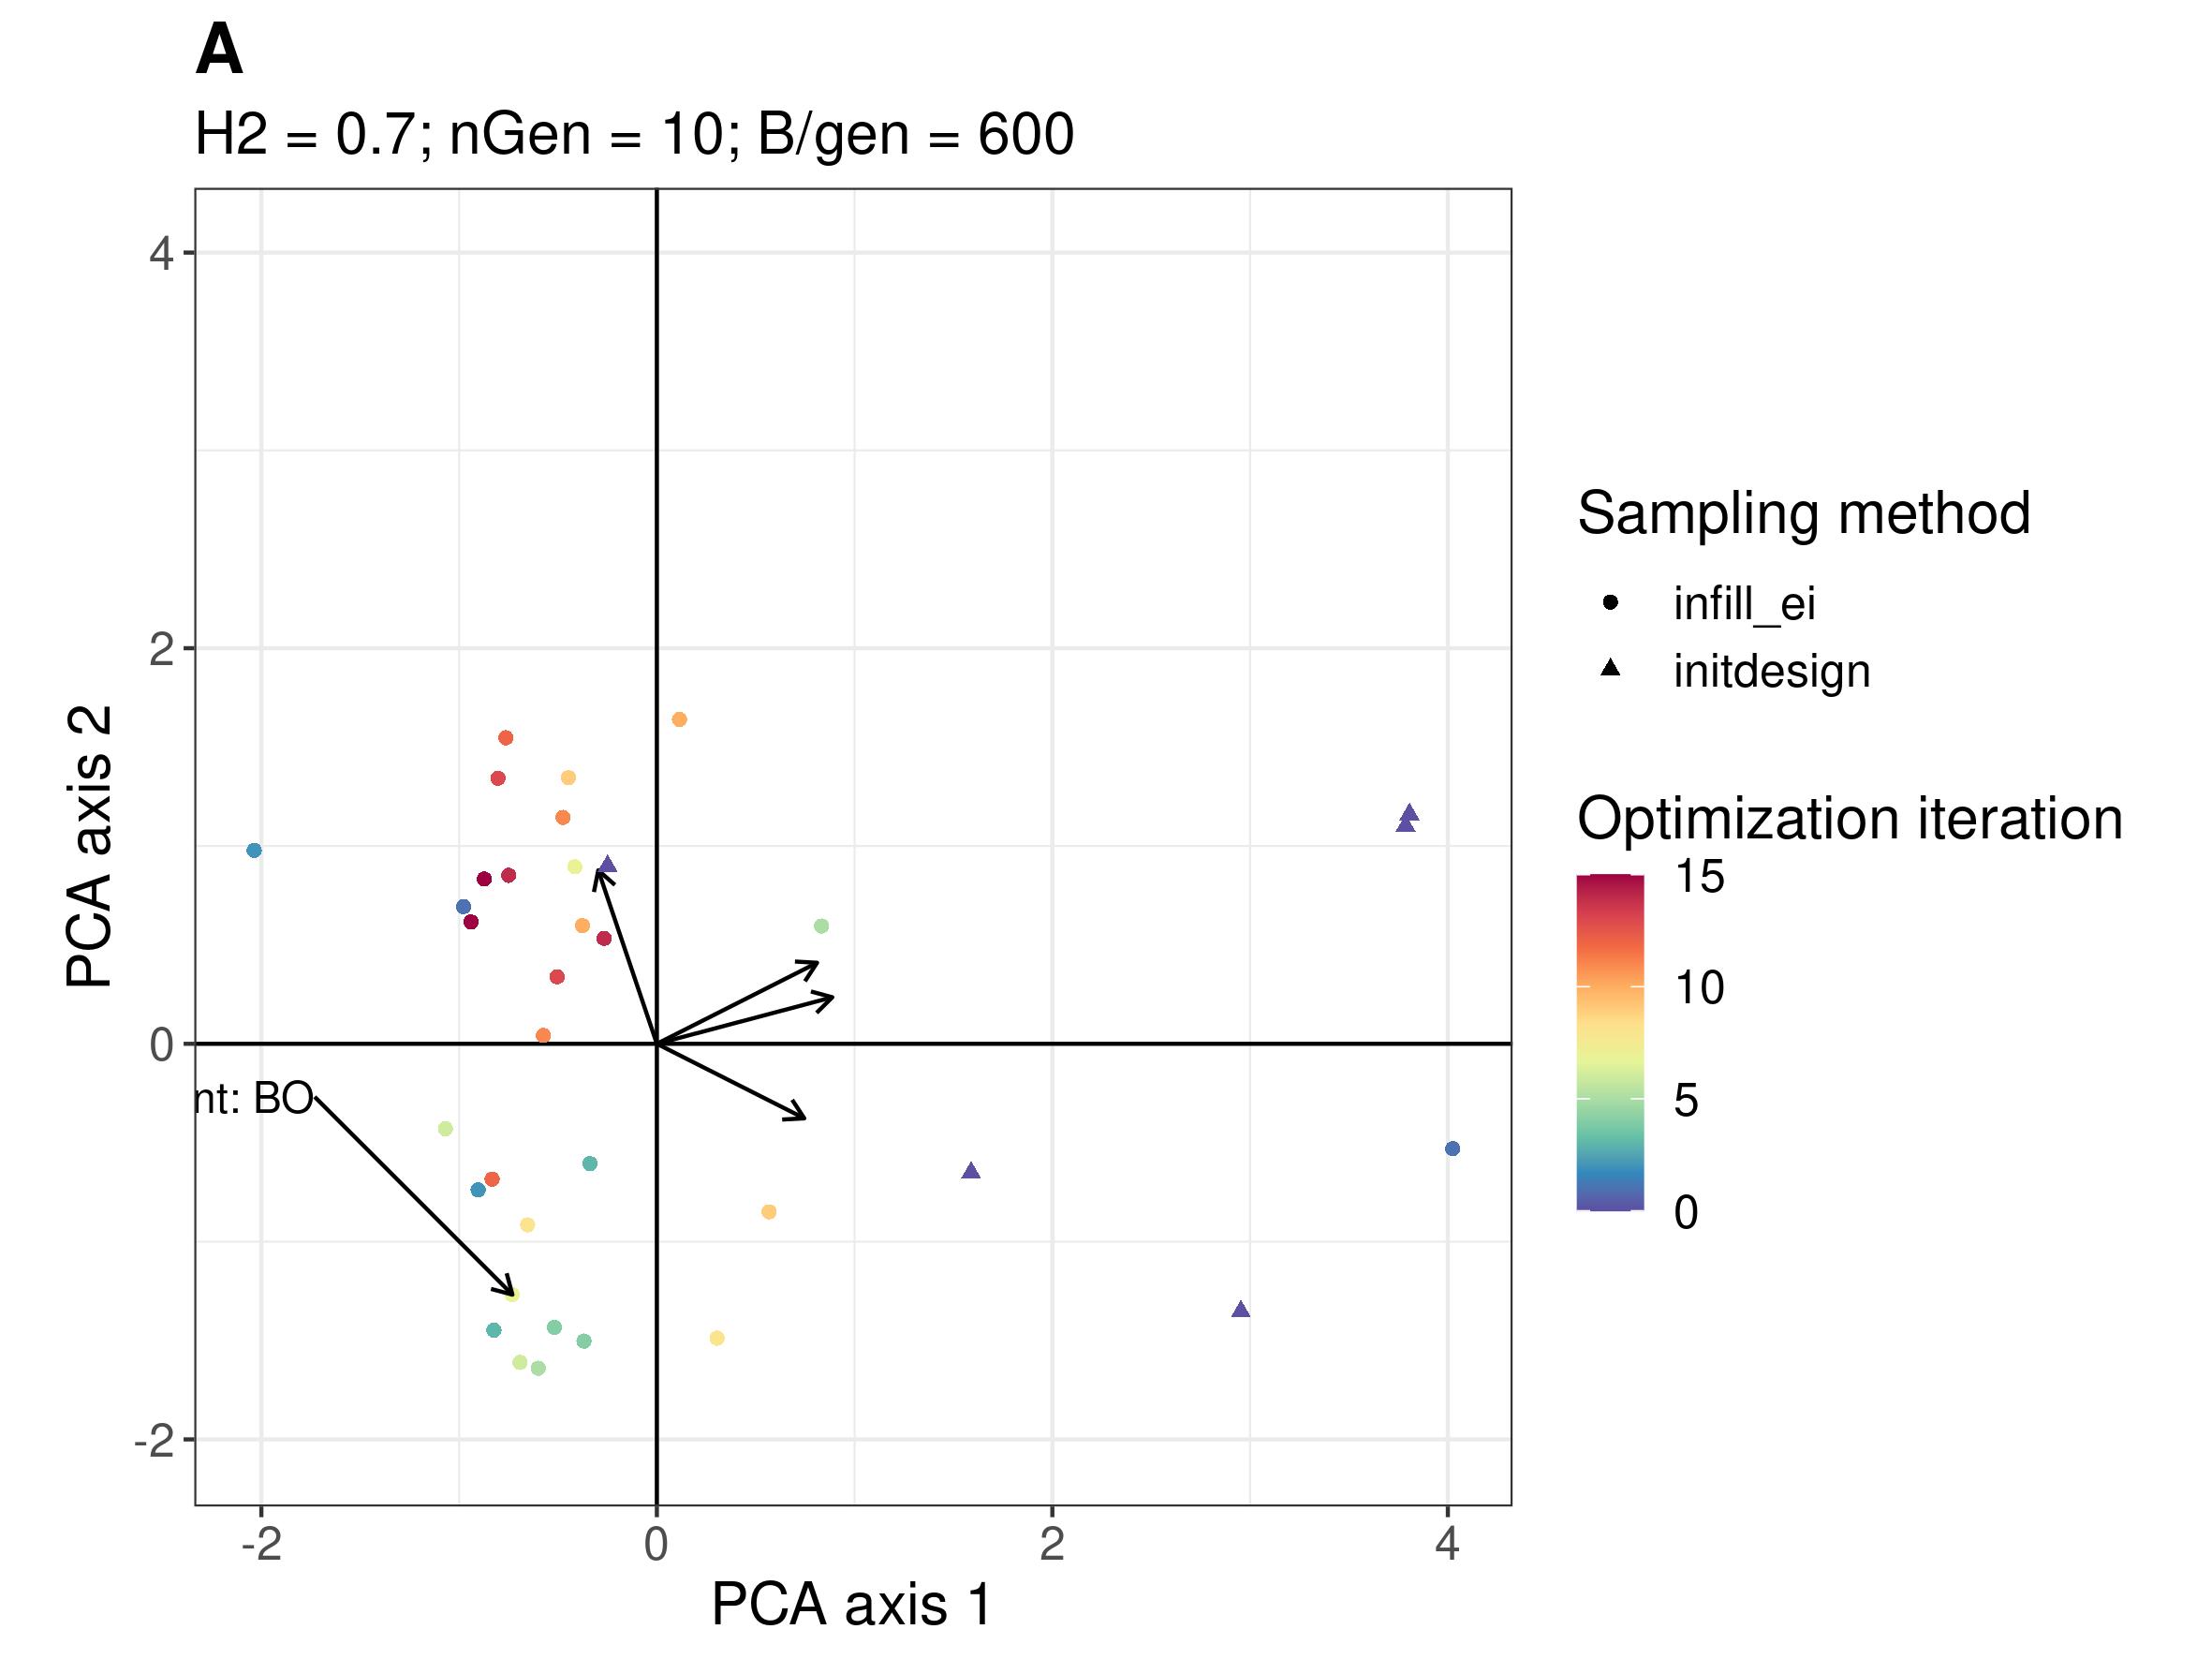 A
H2 = 0.7; nGen = 10; B/gen = 600
PCA axis 2
4
2
0
-2
nt: BO
-2
0
2
4
PCA axis 1
Sampling method
infill_ei
initdesign
Optimization iteration
15
10
5
0